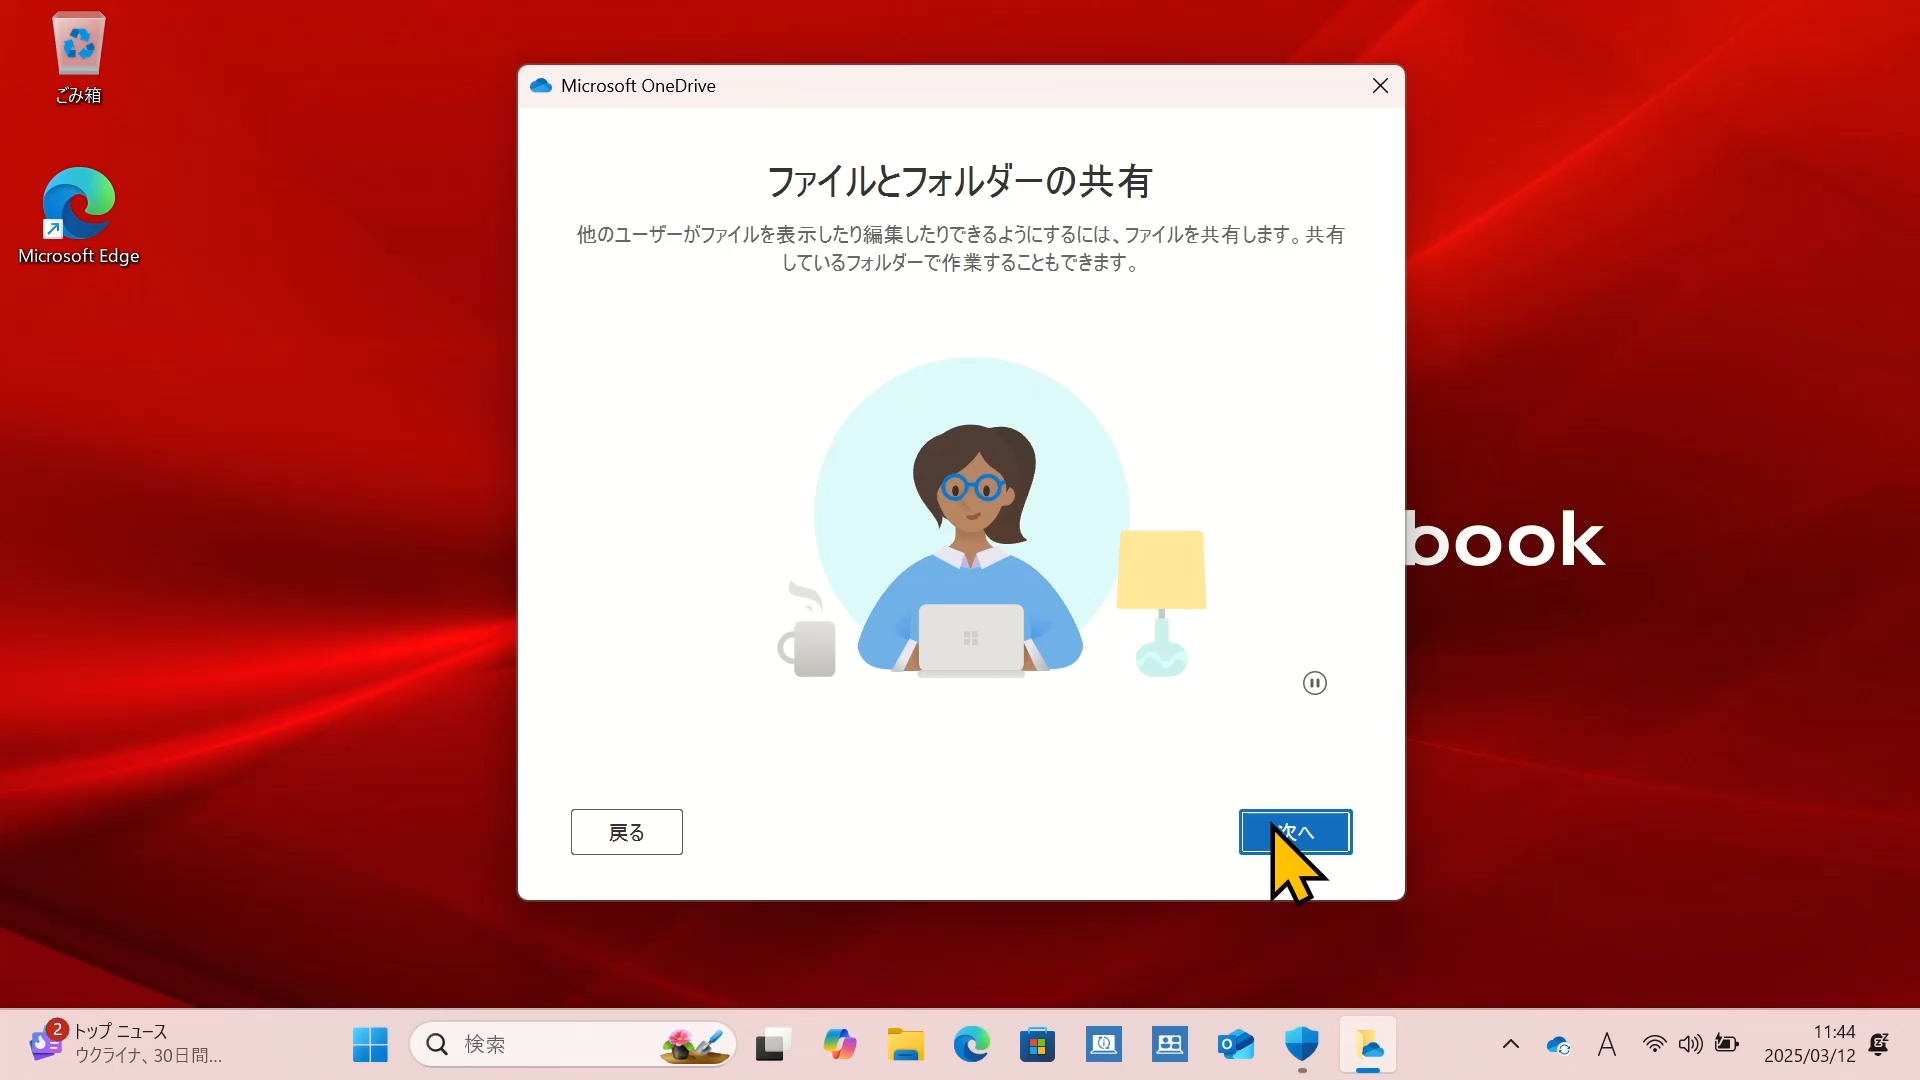 ごみ箱
Microsoft Edge
Microsoft OneDrive
ファイルとフォルダーの共有
他のユーザーがファイルを表示したり編集したりできるようにするには、ファイルを共有します。共有
しているフォルダーで作業することもできます。
book
戻る
次へ
2
トップ ニュース
ウクライナ、30日間...
検索
A
11:44
2025/03/12